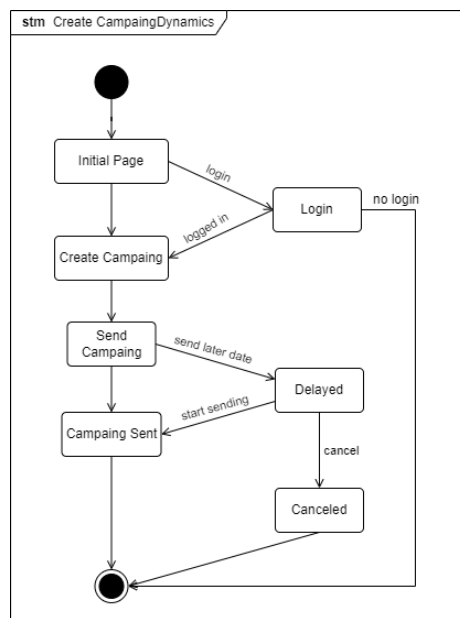 stm Create CampaingDynamics
Initial Page
login
Login
no login
logged in
Create Campaing
Send
Campaing
send later date
Delayed
start sending
Campaing Sent
cancel
Canceled